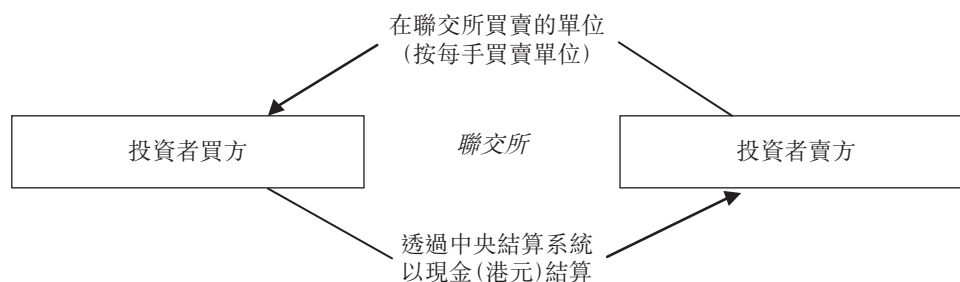 在聯交所買賣的單位
(按每手買賣單位)
投資者買方
聯交所
投資者賣方
透過中央結算系統
以現金(港元)結算